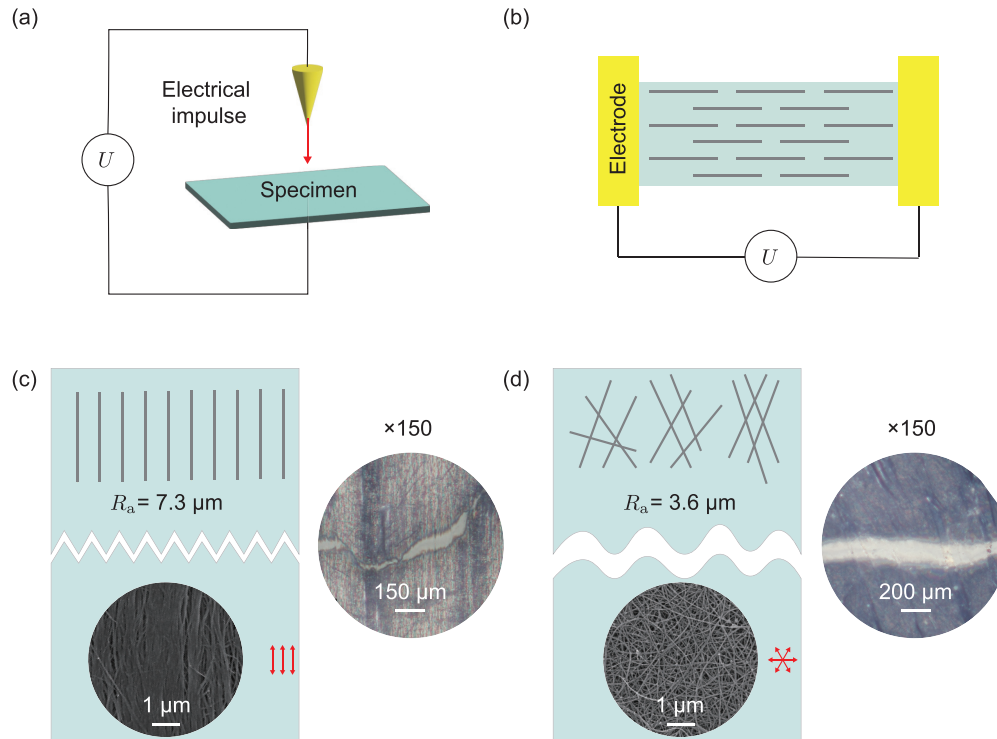 (a)
Electrical
impulse
U
Specimen
(b)
Electrode
U
(c)
Rₐ = 7.3 µm
1 µm
×150
150 µm
(d)
Rₐ = 3.6 µm
1 µm
×150
200 µm